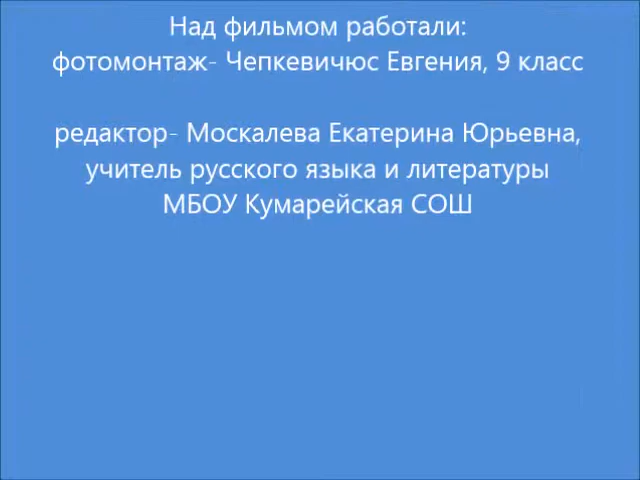 Над фильмом работали:
фотомонтаж- Чепкевичюс Евгения, 9 класс
редактор- Москалева Екатерина Юрьевна,
учитель русского языка и литературы
МБОУ Кумарейская СОШ